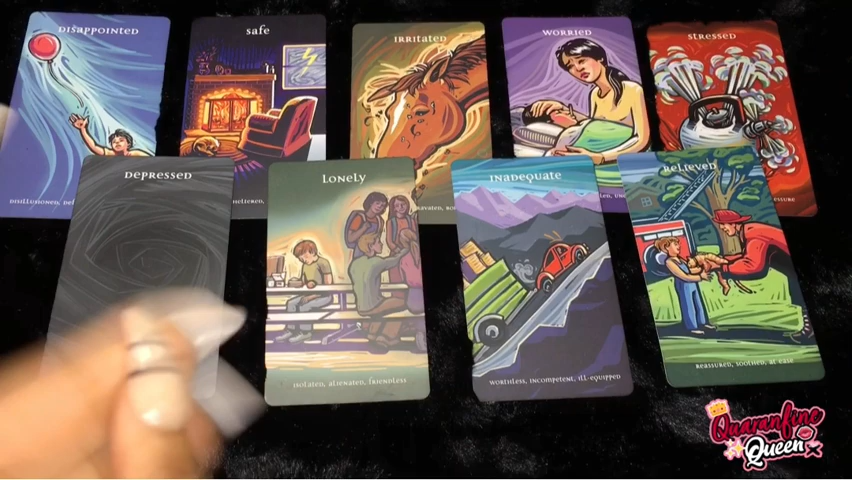 DISAPPOINTED
safe
IRRITATED
WORRIED
STRESSED
DEPRESSED
LONELY
INADEQUATE
RELIEVED
ISOLATED, ALIENATED, FRIENDLESS
WORTHLESS, INCOMPETENT, ILL-EQUIPPED
REASSURED, SOOTHED, AT EASE
Quaranfine
Queen